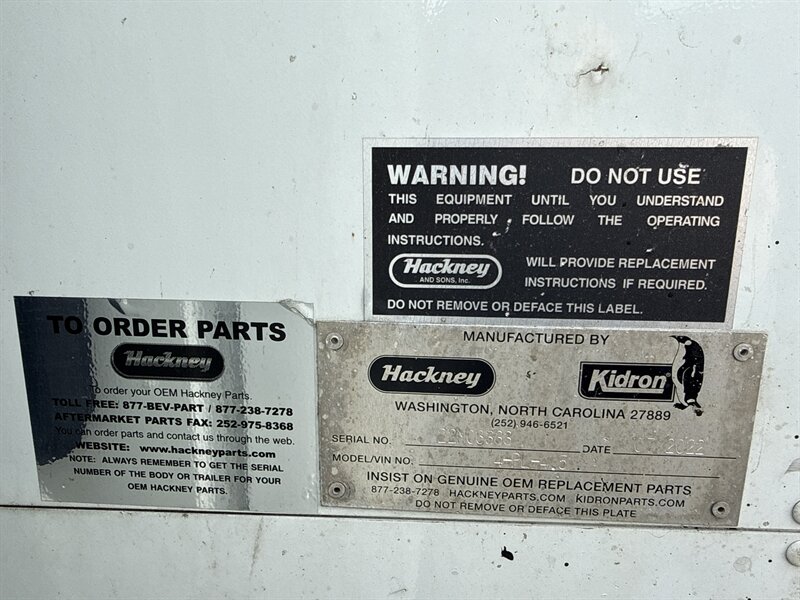 WARNING! DO NOT USE
THIS EQUIPMENT UNTIL YOU UNDERSTAND
AND PROPERLY FOLLOW THE OPERATING
INSTRUCTIONS.
Hackney
AND SONS, Inc.
WILL PROVIDE REPLACEMENT
INSTRUCTIONS IF REQUIRED.
DO NOT REMOVE OR DEFACE THIS LABEL.
TO ORDER PARTS
Hackney
To order your OEM Hackney Parts.
TOLL FREE: 877-BEV-PART / 877-238-7278
AFTERMARKET PARTS FAX: 252-975-8368
You can order parts and contact us through the web.
WEBSITE: www.hackneyparts.com
NOTE: ALWAYS REMEMBER TO GET THE SERIAL
NUMBER OF THE BODY OR TRAILER FOR YOUR
OEM HACKNEY PARTS.
MANUFACTURED BY
Hackney Kidron
WASHINGTON, NORTH CAROLINA 27889
(252) 946-6521
SERIAL NO. DATE 2022
MODEL/VIN NO.
INSIST ON GENUINE OEM REPLACEMENT PARTS
877-238-7278 HACKNEYPARTS.COM KIDRONPARTS.COM
DO NOT REMOVE OR DEFACE THIS PLATE